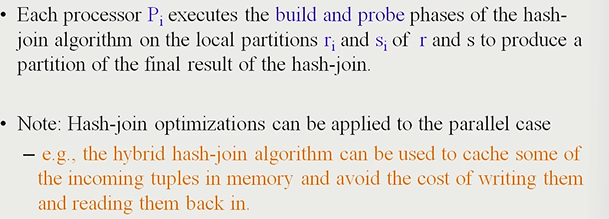 • Each processor Pi executes the build and probe phases of the hash-
join algorithm on the local partitions ri and si of r and s to produce a
partition of the final result of the hash-join.
• Note: Hash-join optimizations can be applied to the parallel case
– e.g., the hybrid hash-join algorithm can be used to cache some of
the incoming tuples in memory and avoid the cost of writing them
and reading them back in.